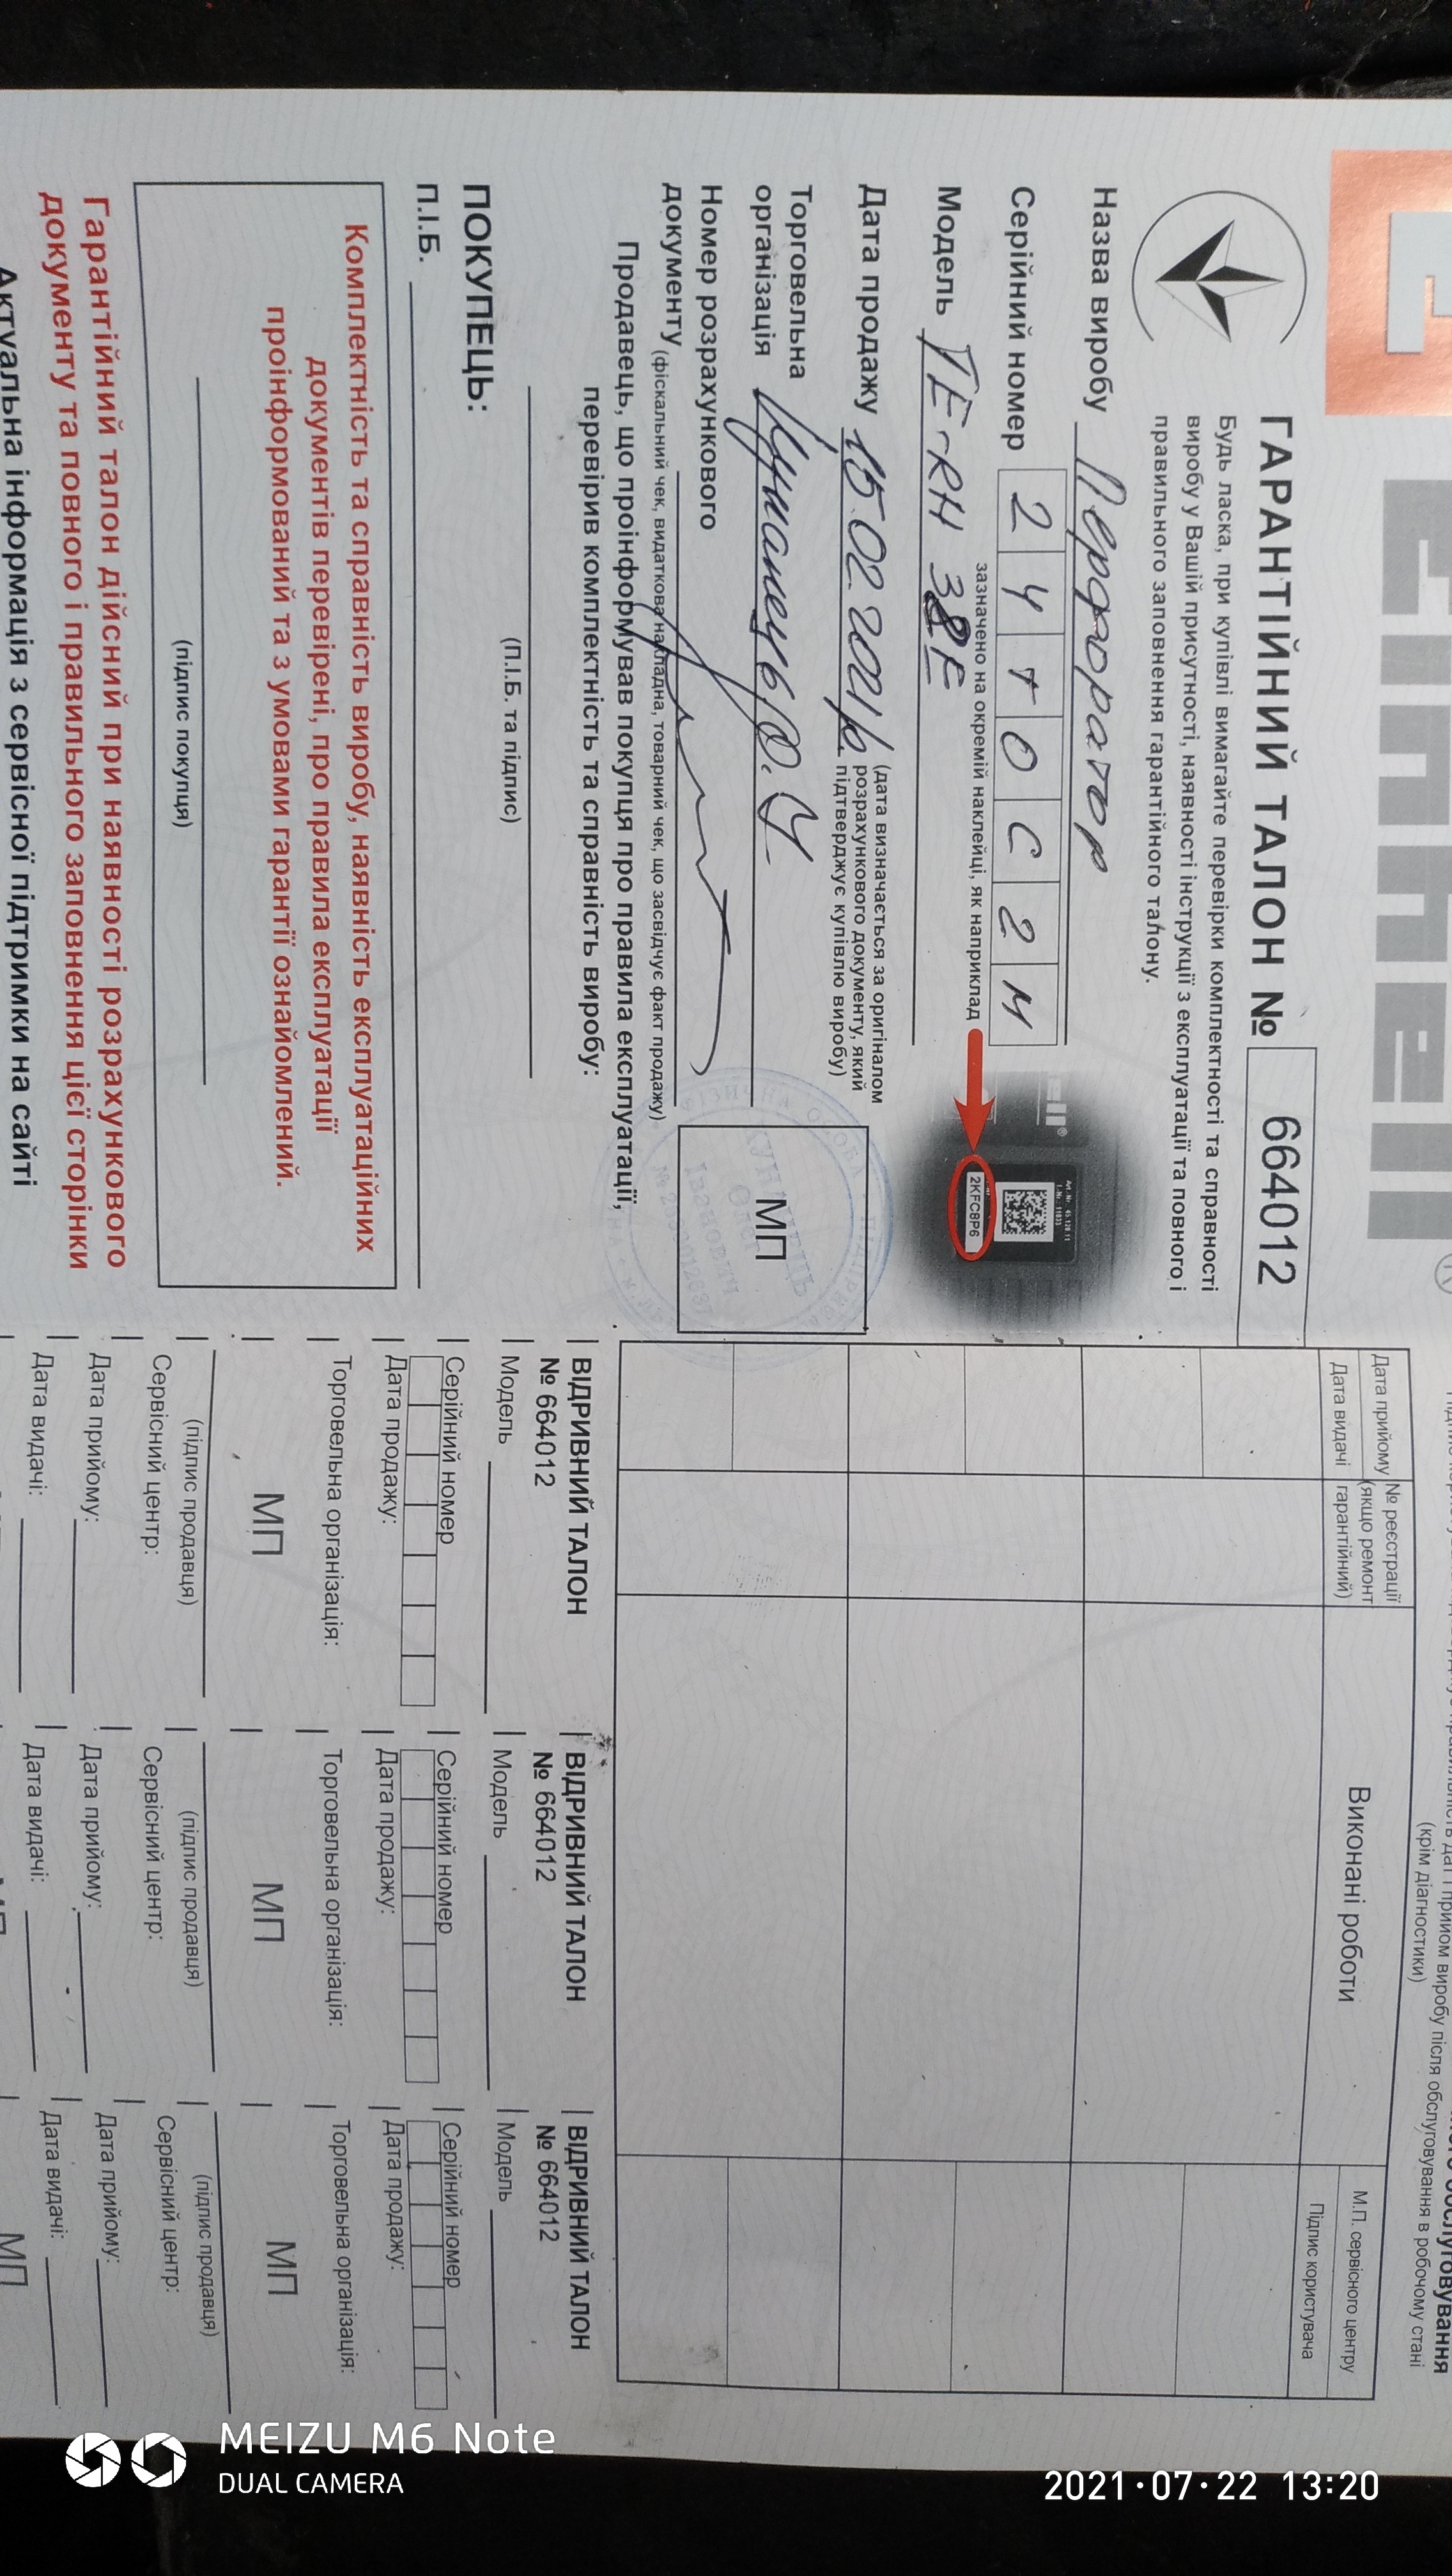 Einhell®
ГАРАНТІЙНИЙ ТАЛОН № 664012
Будь ласка, при купівлі вимагайте перевірки комплектності та справності
виробу у Вашій присутності, наявності інструкції з експлуатації та повного і
правильного заповнення гарантійного талону.
Назва виробу Перфоратор
Серійний номер 2 4 т 0 С 2 М
зазначено на окремій наклейці, як наприклад
2KFC8P6
Модель TE-RH 38E
Дата продажу 15.02.2021р.
(дата визначається за оригіналом
розрахункового документу, який
підтверджує купівлю виробу)
Торговельна
організація
МП
Номер розрахункового
документу (фіскальний чек, видаткова накладна, товарний чек, що засвідчує факт продажу)
Продавець, що проінформував покупця про правила експлуатації,
перевірив комплектність та справність виробу:
(П.І.Б. та підпис)
ПОКУПЕЦЬ:
П.І.Б.
Комплектність та справність виробу, наявність експлуатаційних
документів перевірені, про правила експлуатації
проінформований та з умовами гарантії ознайомлений.
(підпис покупця)
Гарантійний талон дійсний при наявності розрахункового
документу та повного і правильного заповнення цієї сторінки
Актуальна інформація з сервісної підтримки на сайті
обслуговування
прийом виробу після обслуговування в робочому стані
(крім діагностики)
Дата прийому
Дата видачі
№ реєстрації
(якщо ремонт
гарантійний)
Виконані роботи
М.П. сервісного центру
Підпис користувача
ВІДРИВНИЙ ТАЛОН
№ 664012
Модель
Серійний номер
Дата продажу:
Торговельна організація:
МП
(підпис продавця)
Сервісний центр:
Дата прийому:
Дата видачі:
ВІДРИВНИЙ ТАЛОН
№ 664012
Модель
Серійний номер
Дата продажу:
Торговельна організація:
МП
(підпис продавця)
Сервісний центр:
Дата прийому:
Дата видачі:
МП
ВІДРИВНИЙ ТАЛОН
№ 664012
Модель
Серійний номер
Дата продажу:
Торговельна організація:
МП
(підпис продавця)
Сервісний центр:
Дата прийому:
Дата видачі:
МП
MEIZU M6 Note
DUAL CAMERA
2021·07·22 13:20